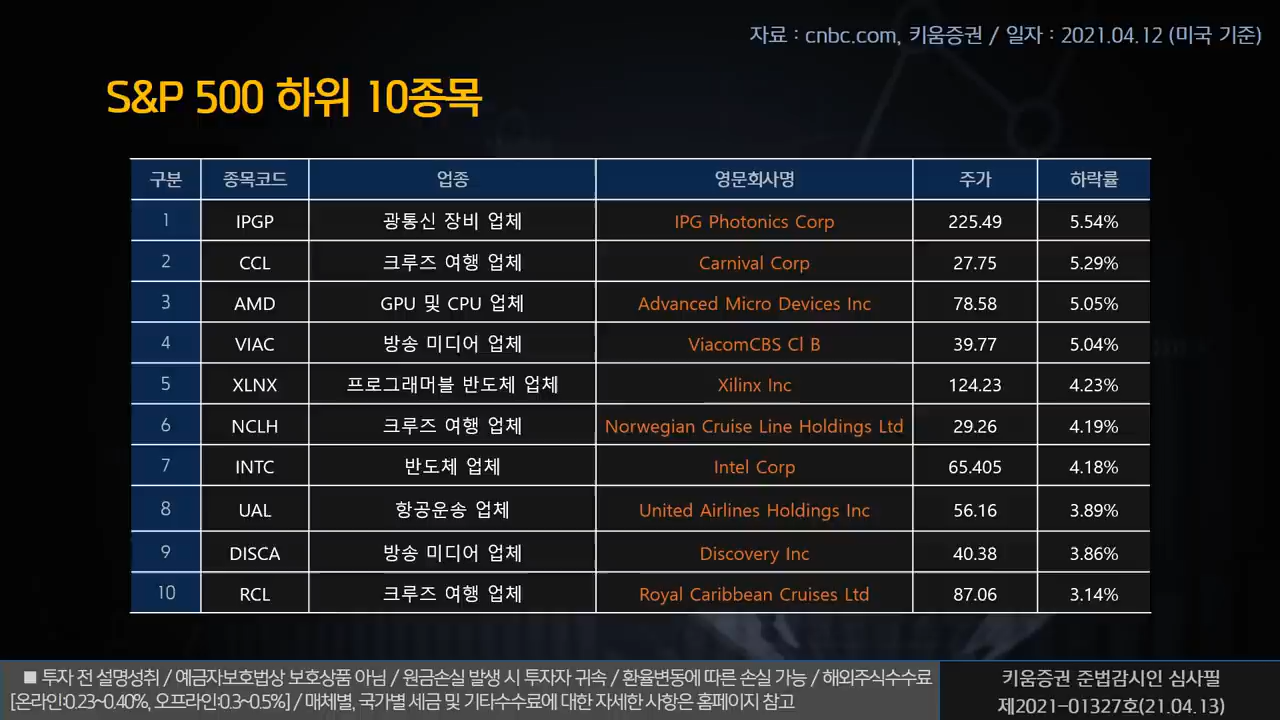 자료 : cnbc.com, 키움증권 / 일자 : 2021.04.12 (미국 기준)
S&P 500 하위 10종목
구분 종목코드 업종 영문회사명 주가 하락률
1 IPGP 광통신 장비 업체 IPG Photonics Corp 225.49 5.54%
2 CCL 크루즈 여행 업체 Carnival Corp 27.75 5.29%
3 AMD GPU 및 CPU 업체 Advanced Micro Devices Inc 78.58 5.05%
4 VIAC 방송 미디어 업체 ViacomCBS Cl B 39.77 5.04%
5 XLNX 프로그래머블 반도체 업체 Xilinx Inc 124.23 4.23%
6 NCLH 크루즈 여행 업체 Norwegian Cruise Line Holdings Ltd 29.26 4.19%
7 INTC 반도체 업체 Intel Corp 65.405 4.18%
8 UAL 항공운송 업체 United Airlines Holdings Inc 56.16 3.89%
9 DISCA 방송 미디어 업체 Discovery Inc 40.38 3.86%
10 RCL 크루즈 여행 업체 Royal Caribbean Cruises Ltd 87.06 3.14%
■ 투자 전 설명성취 / 예금자보호법상 보호상품 아님 / 원금손실 발생 시 투자자 귀속 / 환율변동에 따른 손실 가능 / 해외주식수수료
[온라인:0.23~0.40%, 오프라인:0.3~0.5%] / 매체별, 국가별 세금 및 기타수수료에 대한 자세한 사항은 홈페이지 참고
키움증권 준법감시인 심사필
제2021-01327호(21.04.13)